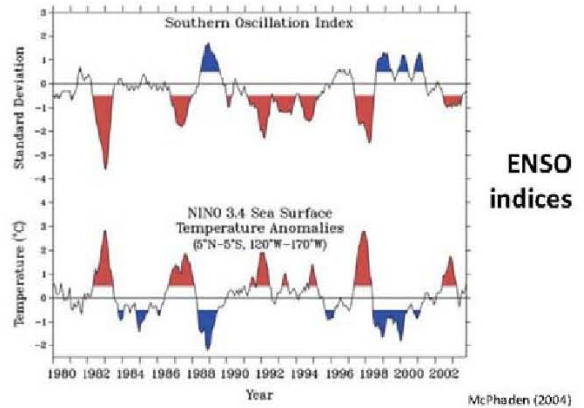 Southern Oscillation Index
Standard Deviation
3
2
1
0
−1
−2
−3
−4
NINO 3.4 Sea Surface
Temperature Anomalies
(5°N−5°S, 120°W−170°W)
Temperature (°C)
4
3
2
1
0
−1
−2
1980 1982 1984 1986 1988 1990 1992 1994 1996 1998 2000 2002
Year
ENSO
indices
McPhaden (2004)